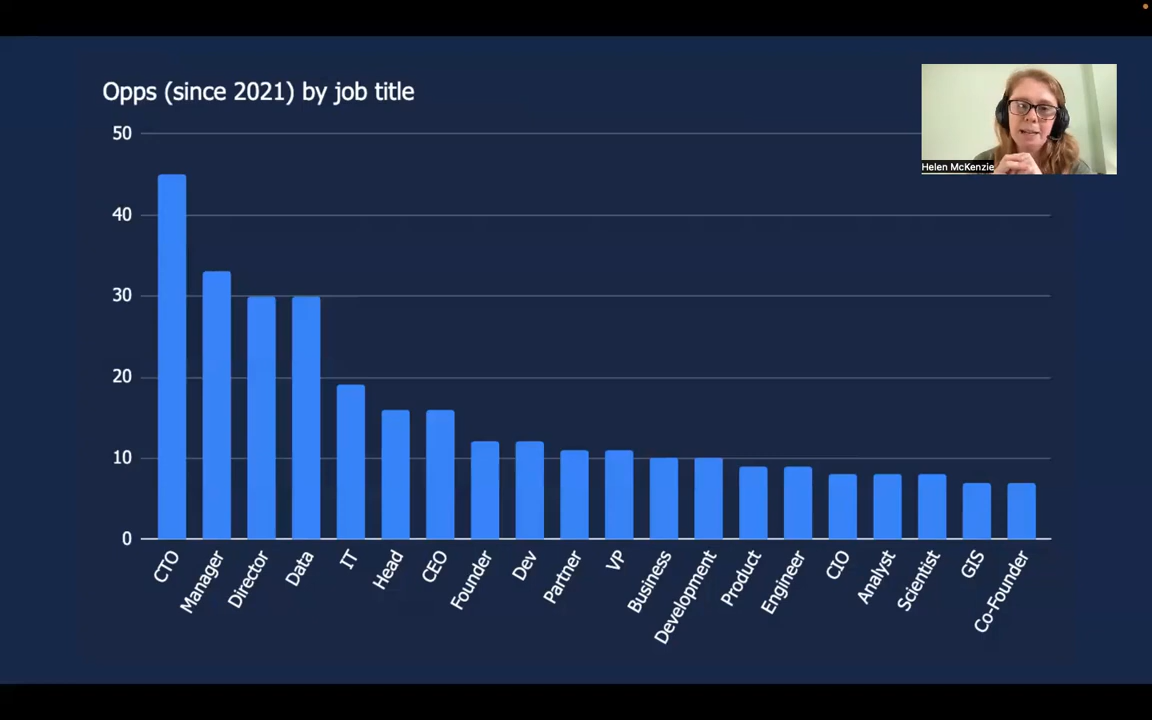 Opps (since 2021) by job title
50
40
30
20
10
0
CTO
Manager
Director
Data
IT
Head
CEO
Founder
Dev
Partner
VP
Business
Development
Product
Engineer
CIO
Analyst
Scientist
GIS
Co-Founder
Helen McKenzie